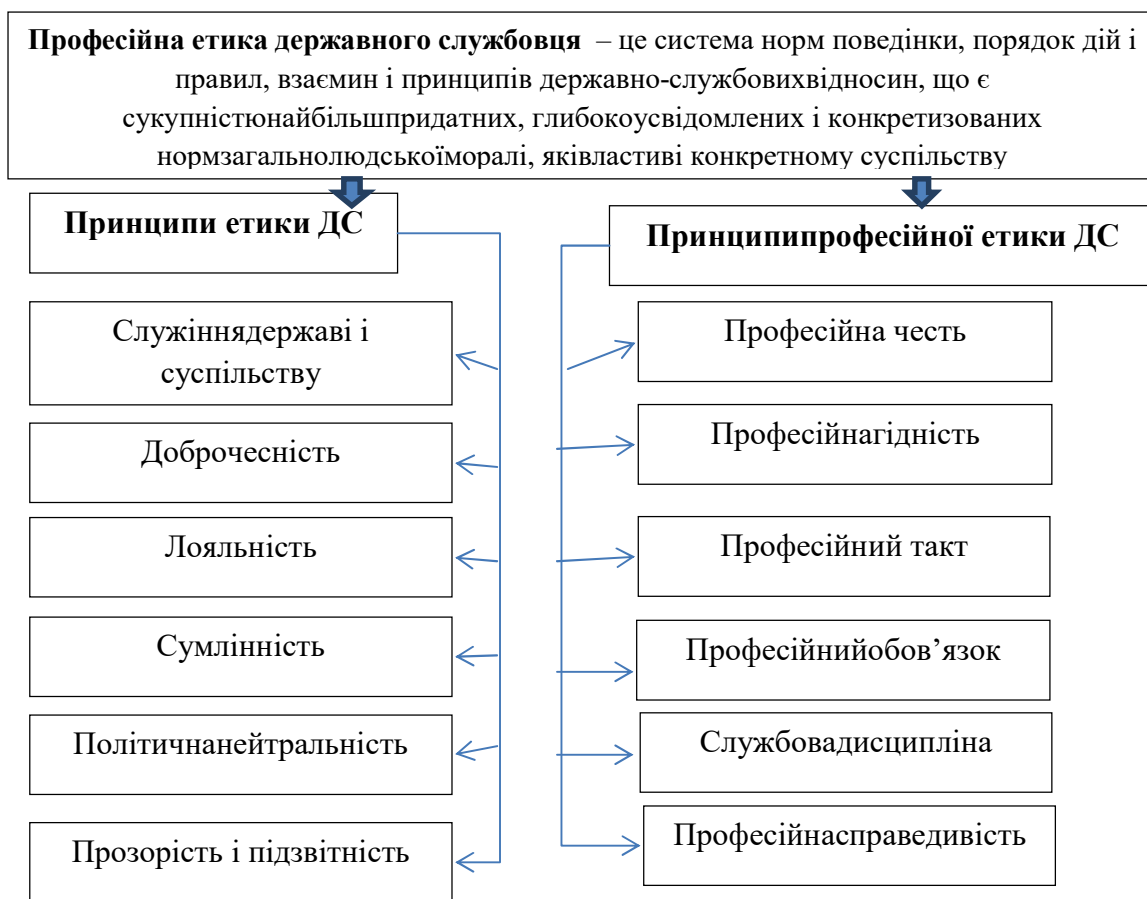 Професійна етика державного службовця – це система норм поведінки, порядок дій і
правил, взаємин і принципів державно-службовихвідносин, що є
сукупністюнайбільшпридатних, глибокоусвідомлених і конкретизованих
нормзагальнолюдськоїморалі, яківластиві конкретному суспільству
Принципи етики ДС
Служіннядержаві і
суспільству
Доброчесність
Лояльність
Сумлінність
Політичнанейтральність
Прозорість і підзвітність
Принципипрофесійної етики ДС
Професійна честь
Професійнагідність
Професійний такт
Професійнийобов’язок
Службовадисципліна
Професійнасправедивість